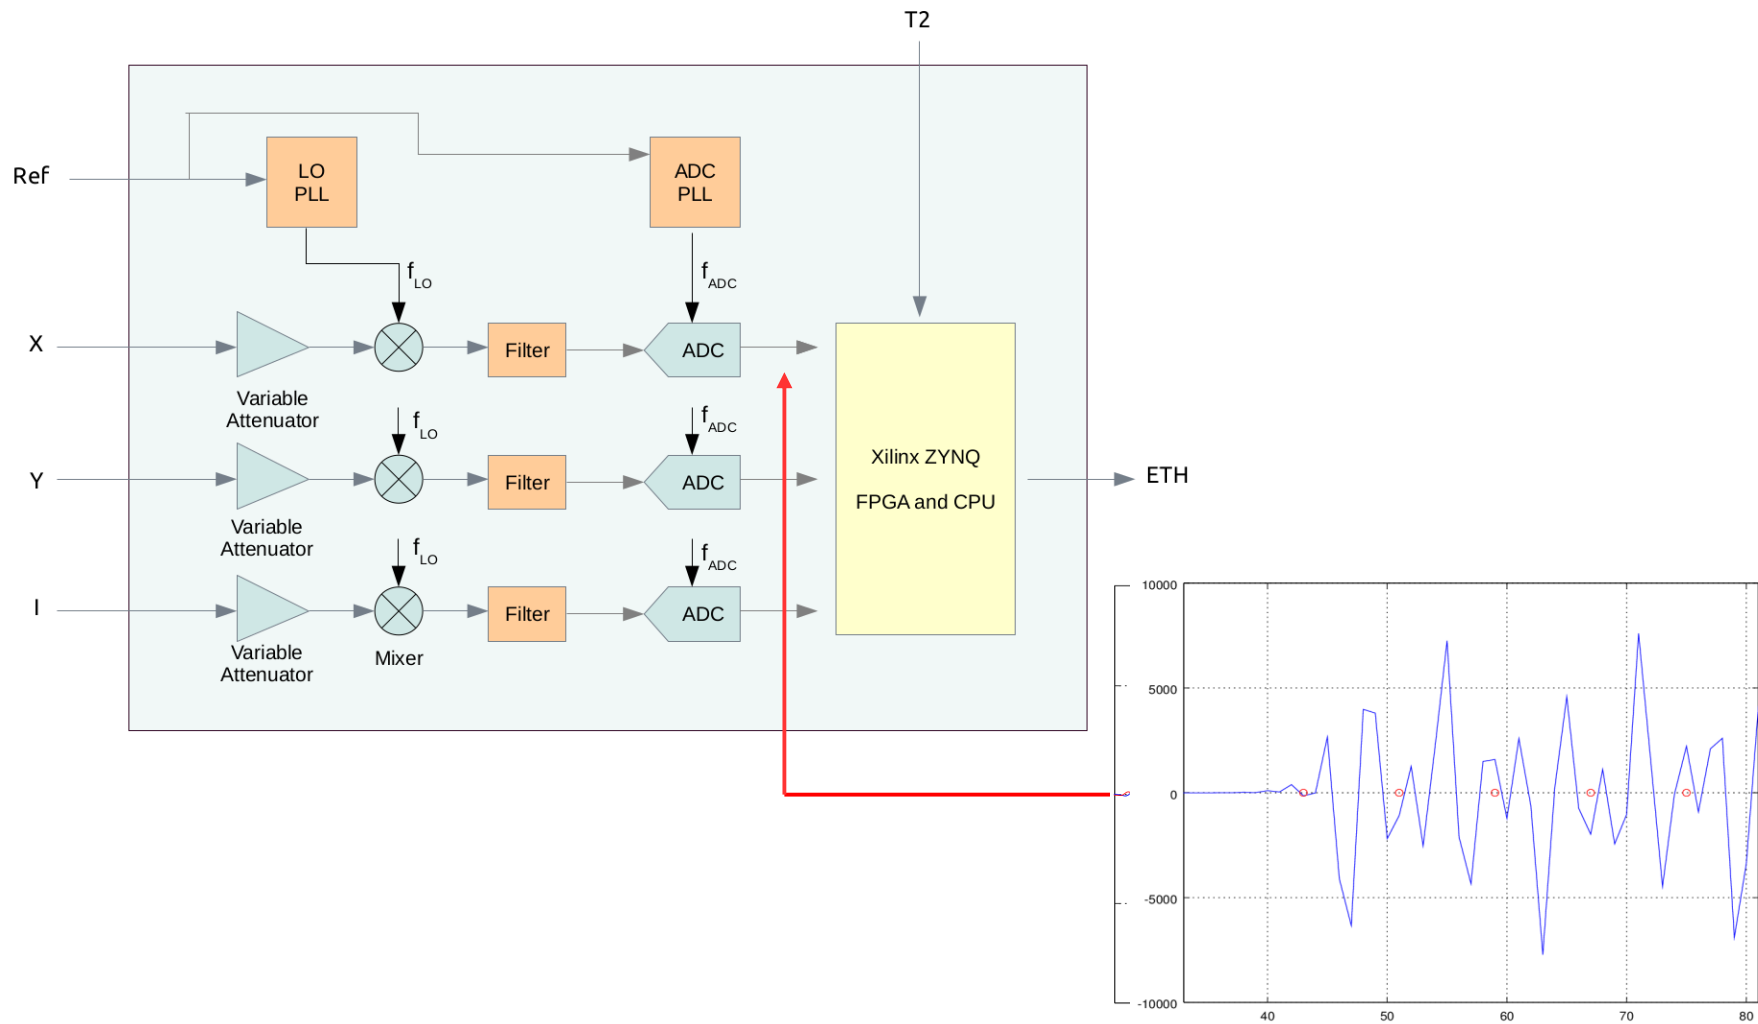 T2
Ref
LO
PLL
ADC
PLL
fLO
fADC
X
Filter
ADC
Variable
Attenuator
fLO
fADC
Y
Filter
ADC
Xilinx ZYNQ
FPGA and CPU
ETH
Variable
Attenuator
fLO
fADC
I
Filter
ADC
Variable
Attenuator
Mixer
10000
5000
0
-5000
-10000
40 50 60 70 80